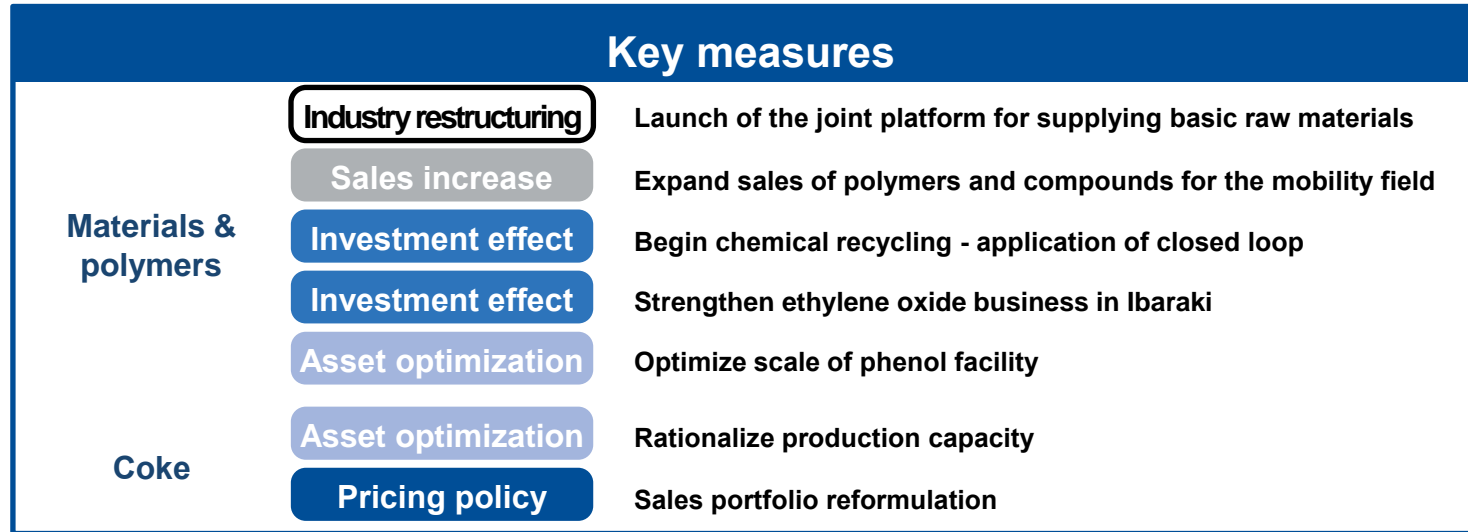 Key measures
Industry restructuring Launch of the joint platform for supplying basic raw materials
Sales increase Expand sales of polymers and compounds for the mobility field
Materials &
polymers
Investment effect Begin chemical recycling - application of closed loop
Investment effect Strengthen ethylene oxide business in Ibaraki
Asset optimization Optimize scale of phenol facility
Coke
Asset optimization Rationalize production capacity
Pricing policy Sales portfolio reformulation